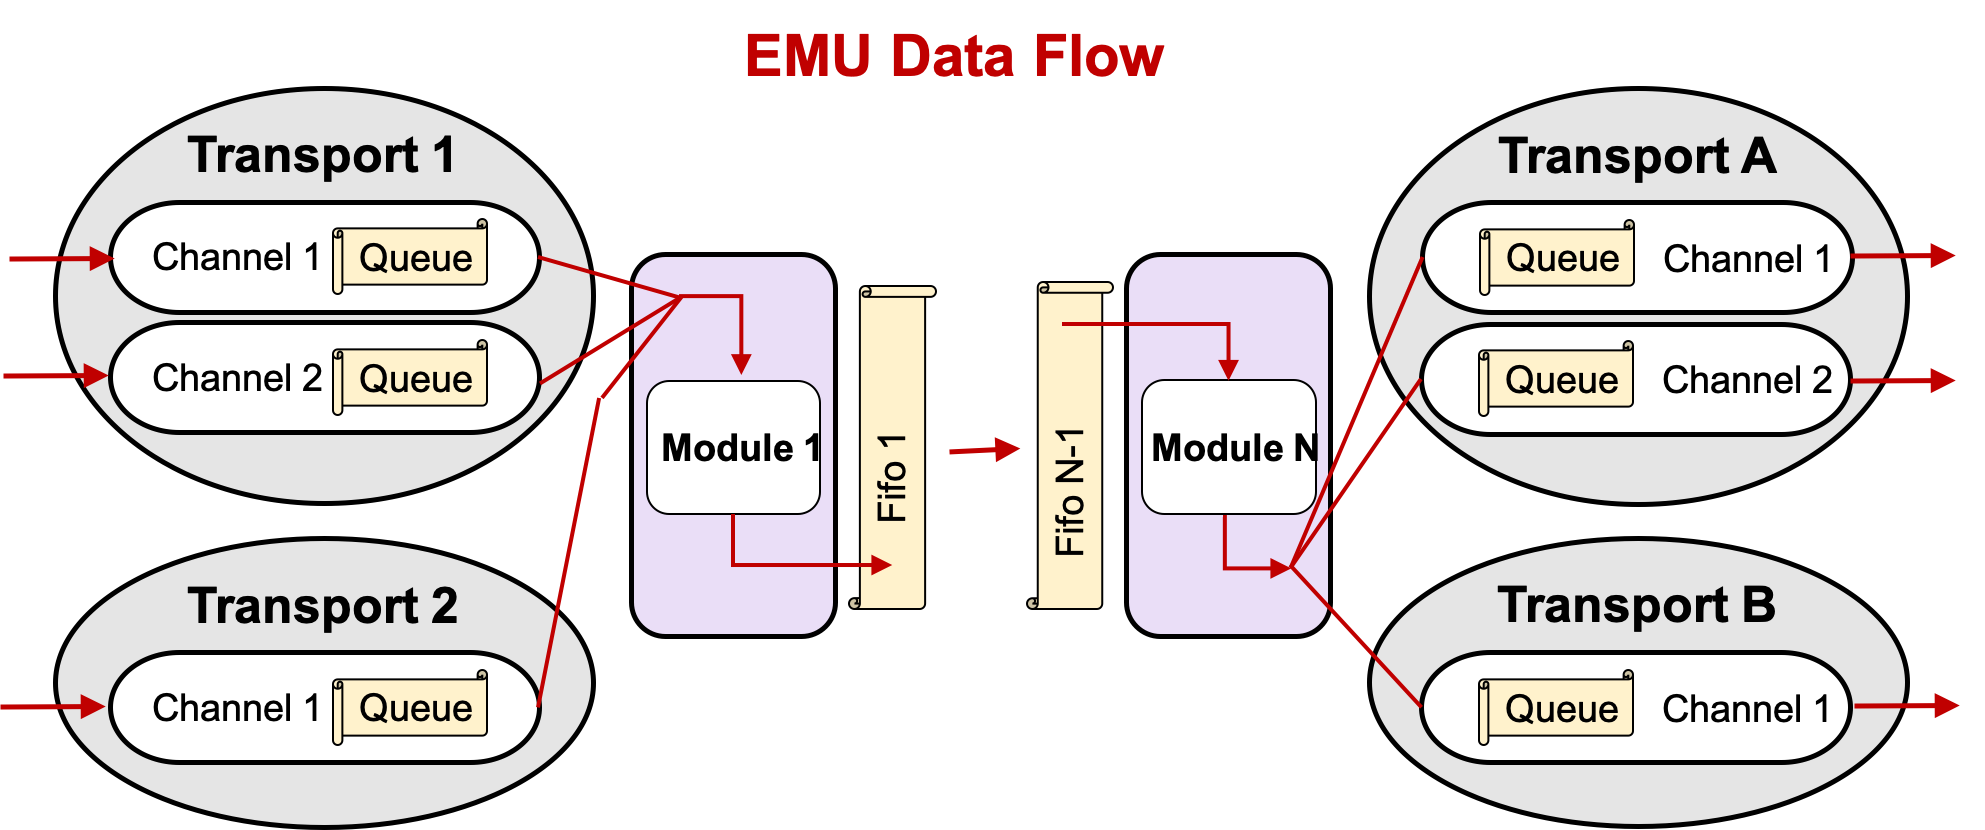 EMU Data Flow
Transport 1
Channel 1 Queue
Channel 2 Queue
Transport 2
Channel 1 Queue
Module 1
Fifo 1
Fifo N-1
Module N
Transport A
Queue Channel 1
Queue Channel 2
Transport B
Queue Channel 1